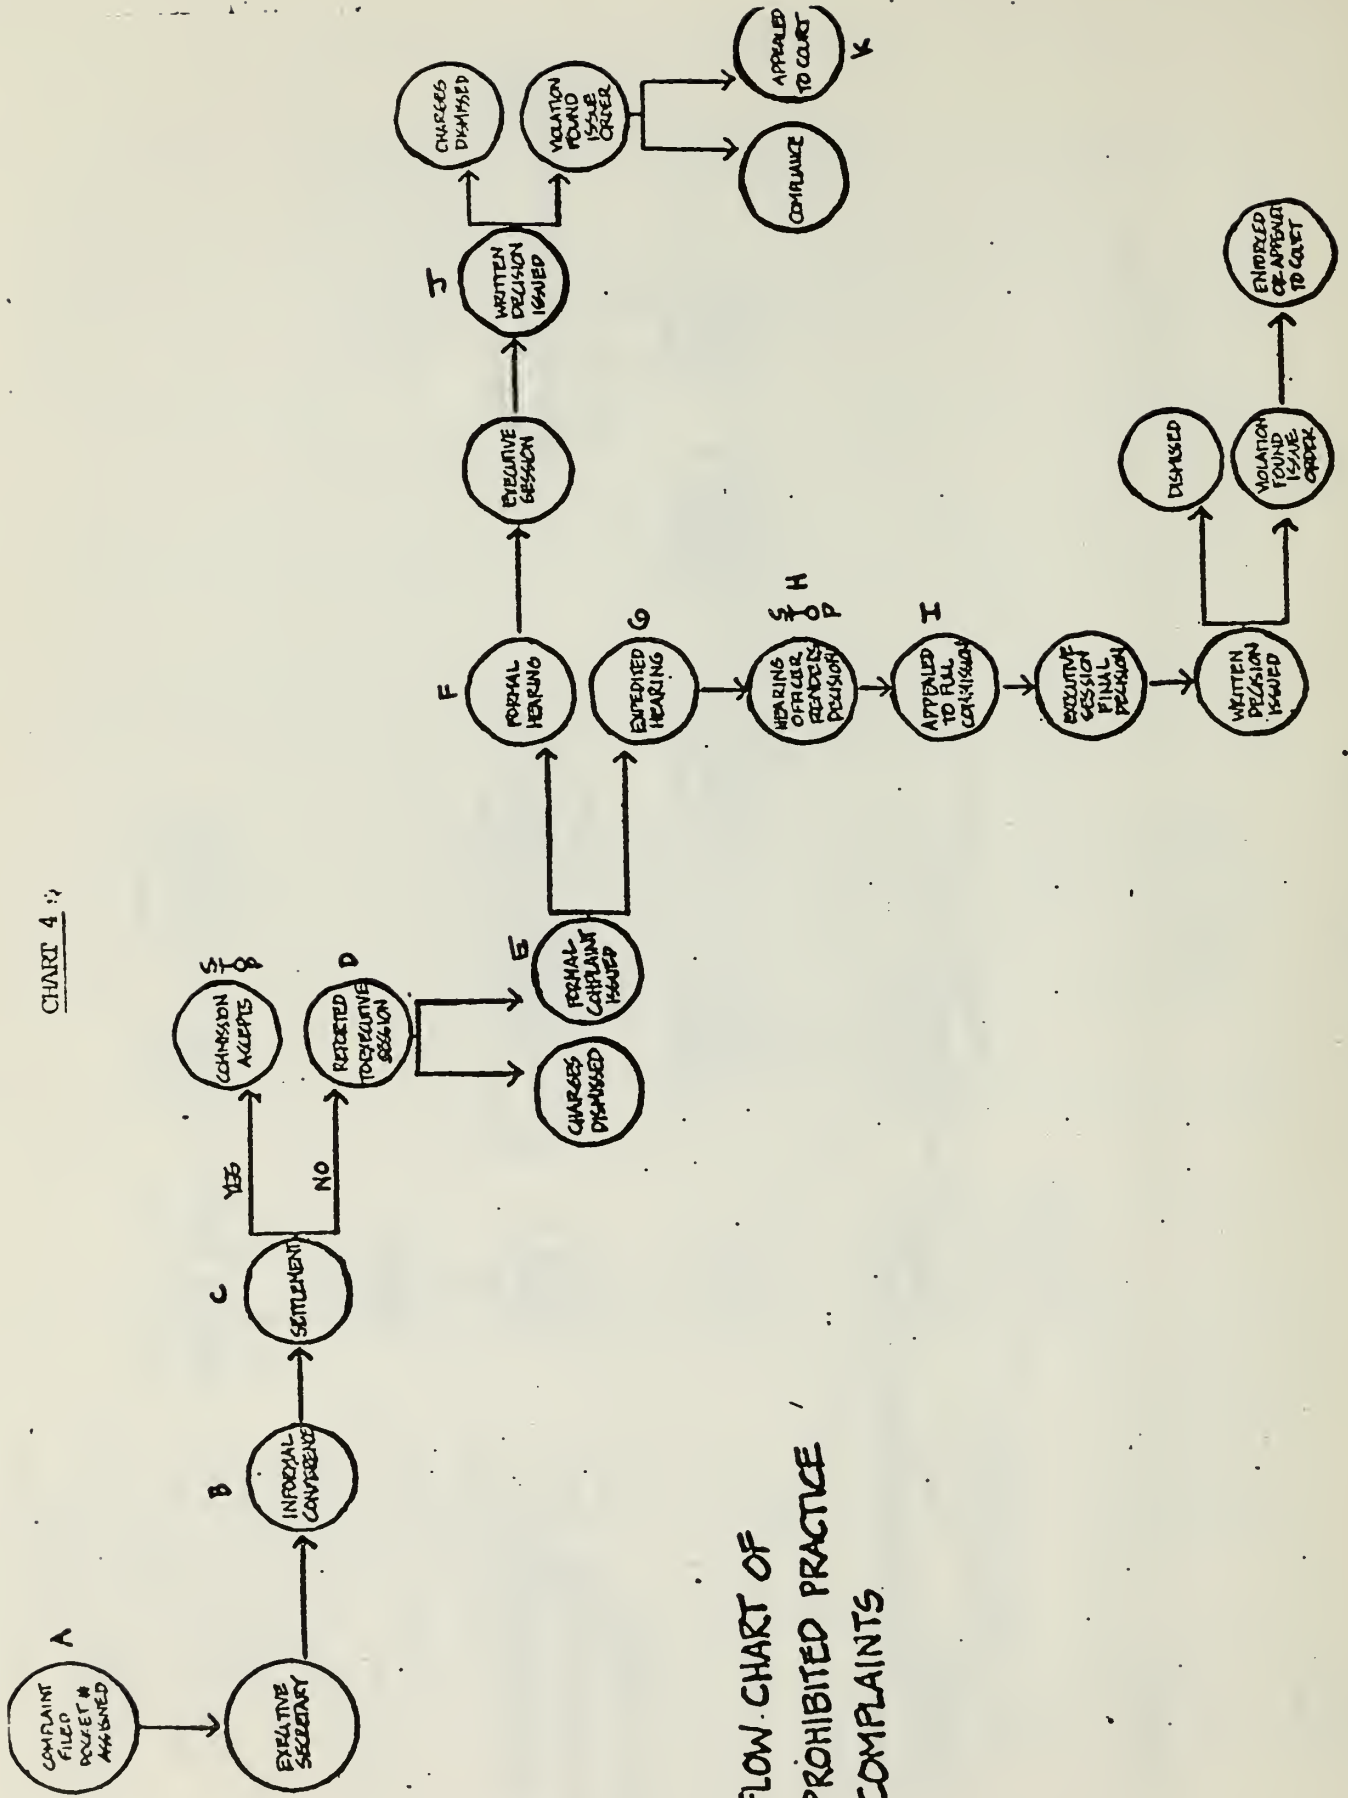 CHART 4
A
COMPLAINT
FILED
DOCKET #
ASSIGNED
EXECUTIVE
SECRETARY
B
INFORMAL
CONFERENCE
C
SETTLEMENT
YES
NO
COMMISSION
ACCEPTS
STOP
D
REPORTED
TO EXECUTIVE
SESSION
CHARGES
DISMISSED
E
FORMAL
COMPLAINT
ISSUED
F
FORMAL
HEARING
G
EXPEDITED
HEARING
EXECUTIVE
SESSION
J
WRITTEN
DECISION
ISSUED
CHARGES
DISMISSED
VIOLATION
FOUND
ISSUE
ORDER
COMPLIANCE
APPEALED
TO COURT
K
HEARING
OFFICER
RENDERS
DECISION
STOP
H
I
APPEALED
TO FULL
COMMISSION
EXECUTIVE
SESSION
FINAL
DECISION
WRITTEN
DECISION
ISSUED
DISMISSED
VIOLATION
FOUND
ISSUE
ORDER
ENFORCED
OR APPEALED
TO COURT
FLOW CHART OF
PROHIBITED PRACTICE
COMPLAINTS